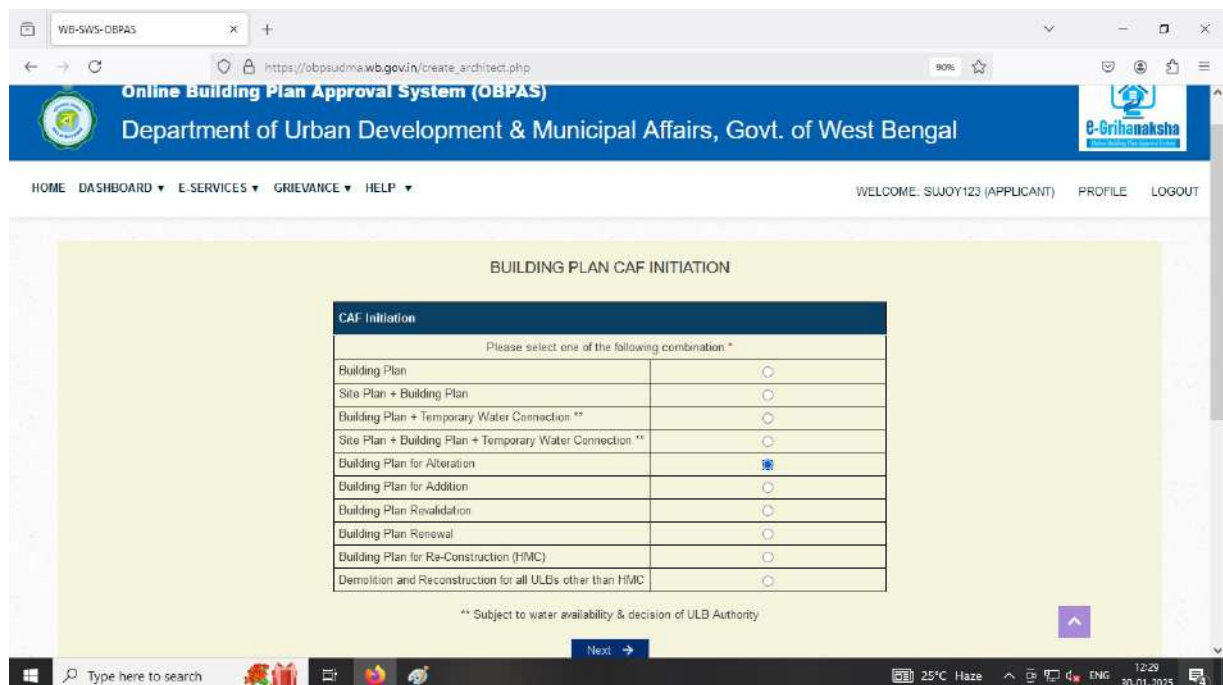 WB-SWS-OBPAS
https://obpsudma.wb.gov.in/create_architect.php
90%
Online Building Plan Approval System (OBPAS)
Department of Urban Development & Municipal Affairs, Govt. of West Bengal
e-Grihanaksha
HOME DASHBOARD ▾ E-SERVICES ▾ GRIEVANCE ▾ HELP ▾
WELCOME: SUJOY123 (APPLICANT) PROFILE LOGOUT
BUILDING PLAN CAF INITIATION
CAF Initiation
Please select one of the following combination *
Building Plan
Site Plan + Building Plan
Building Plan + Temporary Water Connection **
Site Plan + Building Plan + Temporary Water Connection **
Building Plan for Alteration
Building Plan for Addition
Building Plan Revalidation
Building Plan Renewal
Building Plan for Re-Construction (HMC)
Demolition and Reconstruction for all ULBs other than HMC
** Subject to water availability & decision of ULB Authority
Next →
Type here to search
25°C Haze
ENG
12:29
30-01-2025